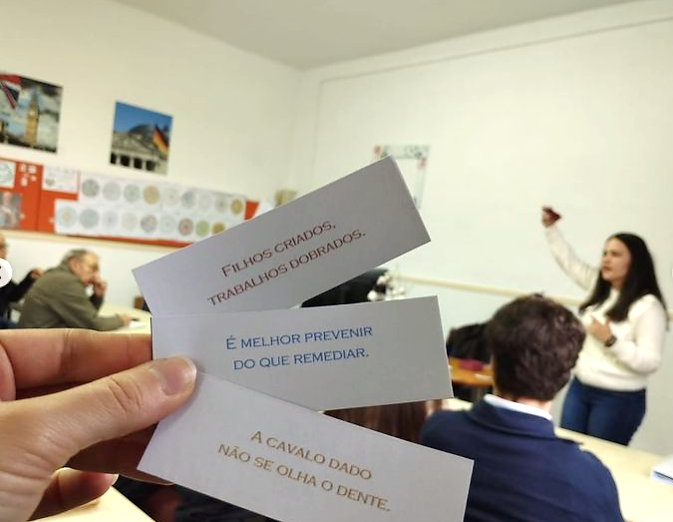 FILHOS CRIADOS,
TRABALHOS DOBRADOS.
É MELHOR PREVENIR
DO QUE REMEDIAR.
A CAVALO DADO
NÃO SE OLHA O DENTE.